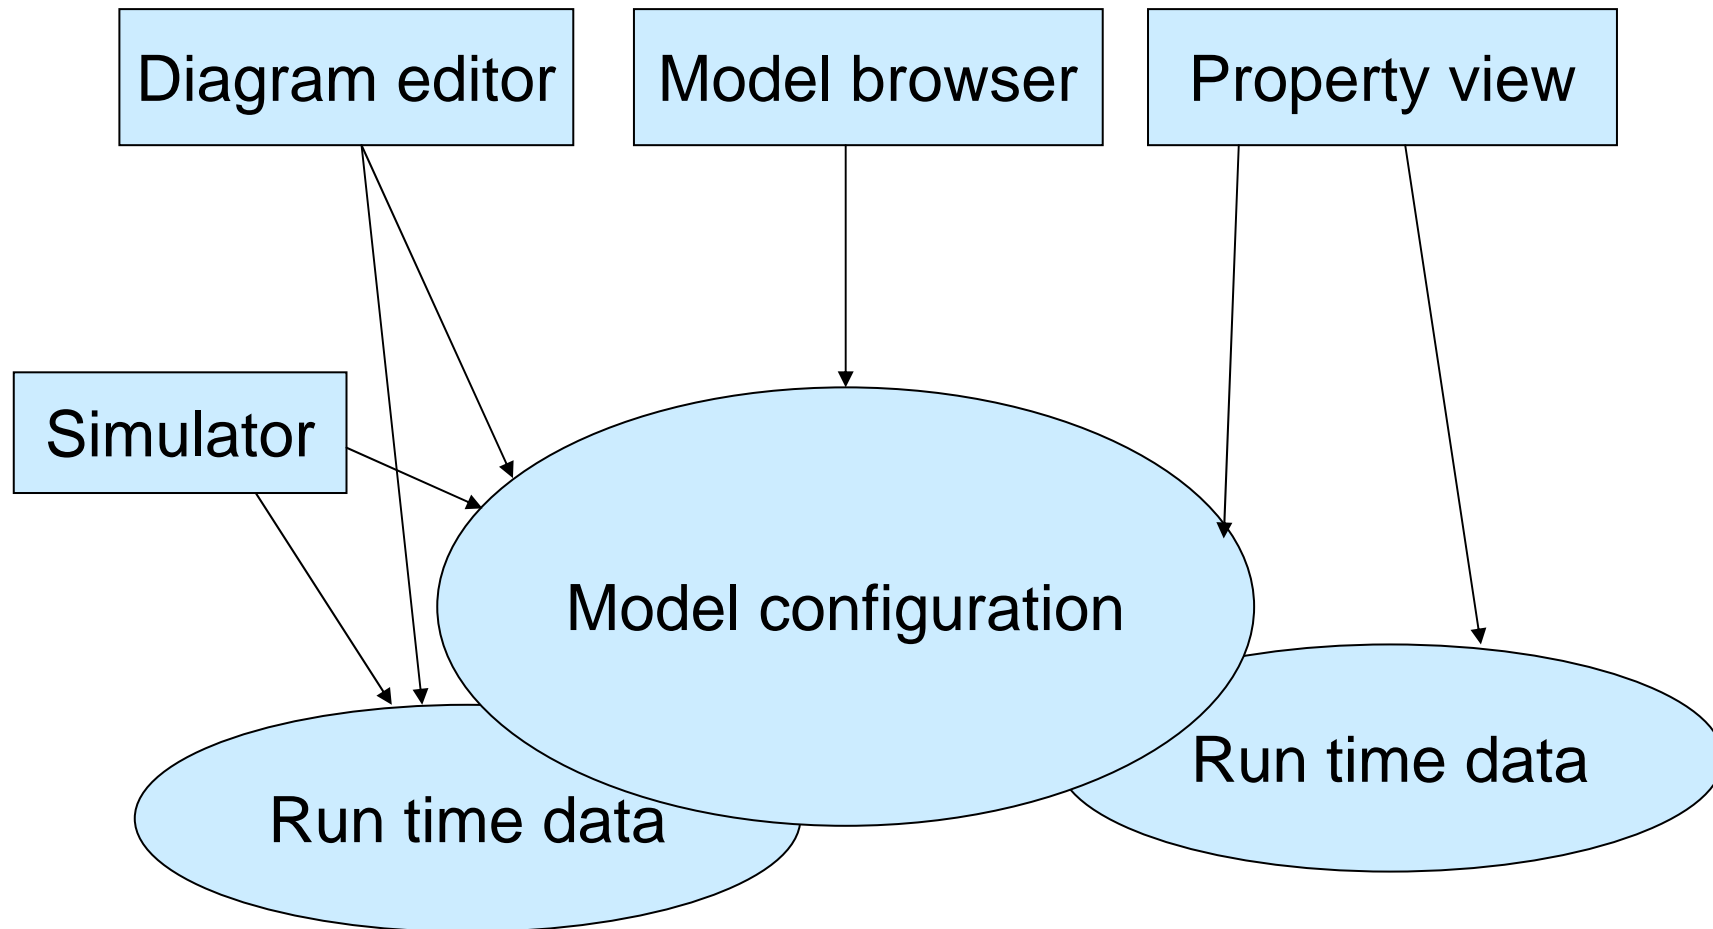 Diagram editor
Model browser
Property view
Simulator
Model configuration
Run time data
Run time data